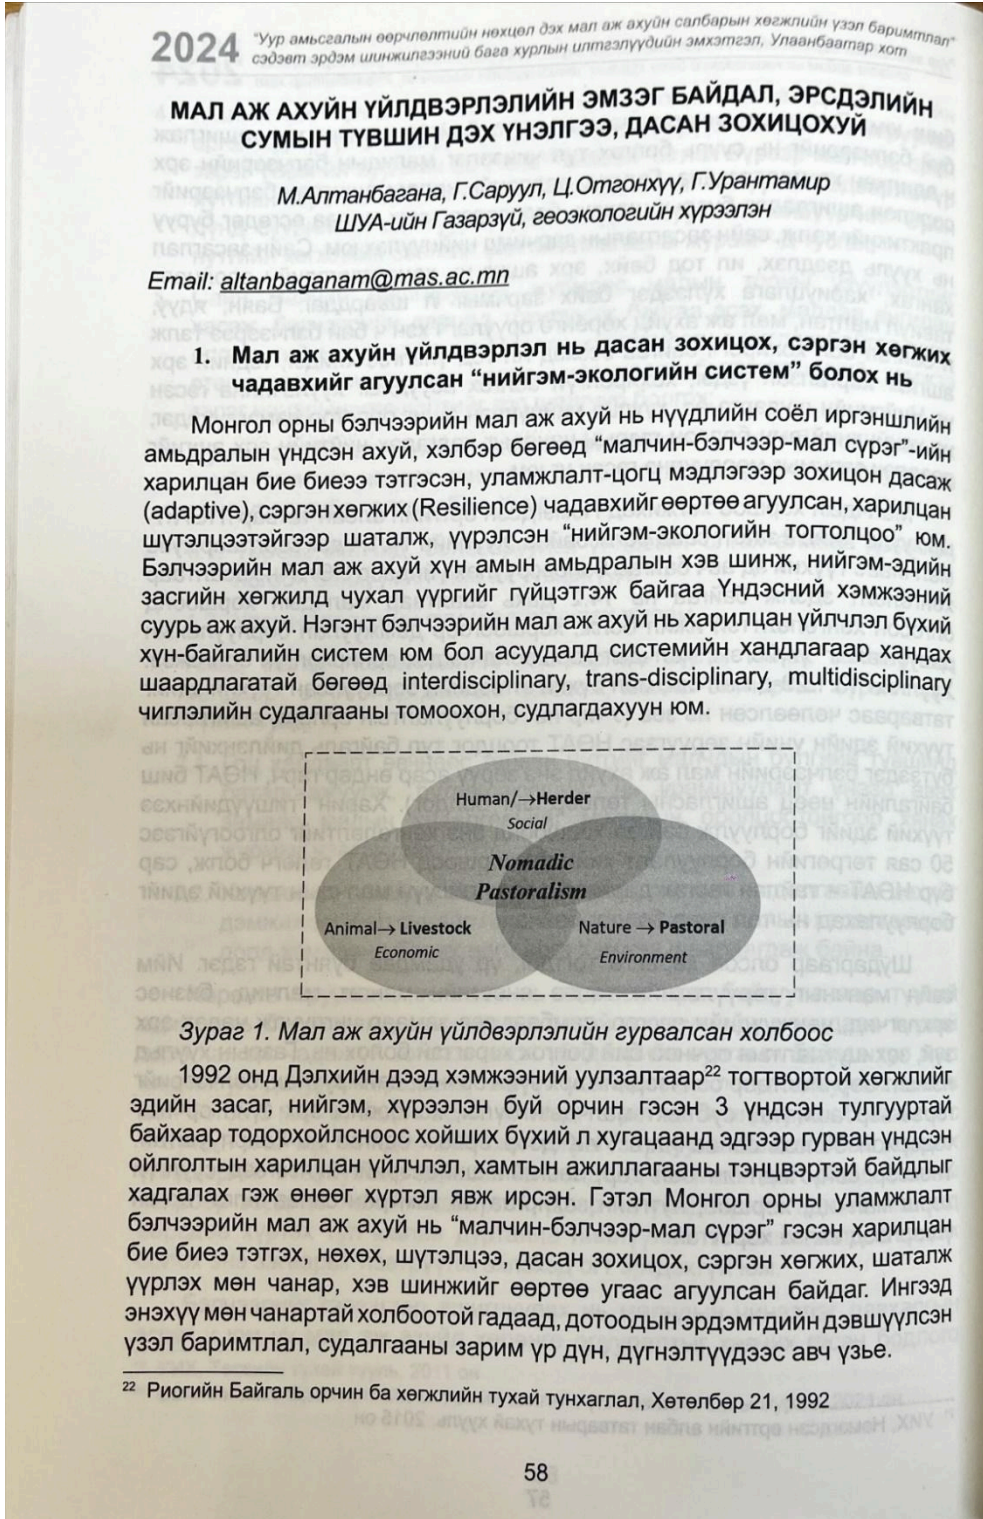 2024 "Уур амьсгалын өөрчлөлтийн нөхцөл дэх мал аж ахуйн салбарын хөгжлийн үзэл баримтлал"
сэдэвт эрдэм шинжилгээний бага хурлын илтгэлүүдийн эмхэтгэл, Улаанбаатар хот
МАЛ АЖ АХУЙН ҮЙЛДВЭРЛЭЛИЙН ЭМЗЭГ БАЙДАЛ, ЭРСДЭЛИЙН
СУМЫН ТҮВШИН ДЭХ ҮНЭЛГЭЭ, ДАСАН ЗОХИЦОХУЙ
М.Алтанбагана, Г.Саруул, Ц.Отгонхүү, Г.Урантамир
ШУА-ийн Газарзүй, геоэкологийн хүрээлэн
Email: altanbaganam@mas.ac.mn
1. Мал аж ахуйн үйлдвэрлэл нь дасан зохицох, сэргэн хөгжих
чадавхийг агуулсан “нийгэм-экологийн систем” болох нь
Монгол орны бэлчээрийн мал аж ахуй нь нүүдлийн соёл иргэншлийн
амьдралын үндсэн ахуй, хэлбэр бөгөөд “малчин-бэлчээр-мал сүрэг”-ийн
харилцан бие биеэ тэтгэсэн, уламжлалт-цогц мэдлэгээр зохицон дасаж
(adaptive), сэргэн хөгжих (Resilience) чадавхийг өөртөө агуулсан, харилцан
шүтэлцээтэйгээр шаталж, үүрэлсэн “нийгэм-экологийн тогтолцоо” юм.
Бэлчээрийн мал аж ахуй хүн амын амьдралын хэв шинж, нийгэм-эдийн
засгийн хөгжилд чухал үүргийг гүйцэтгэж байгаа Үндэсний хэмжээний
суурь аж ахуй. Нэгэнт бэлчээрийн мал аж ахуй нь харилцан үйлчлэл бүхий
хүн-байгалийн систем юм бол асуудалд системийн хандлагаар хандах
шаардлагатай бөгөөд interdisciplinary, trans-disciplinary, multidisciplinary
чиглэлийн судалгааны томоохон, судлагдахуун юм.
Human/→Herder
Social
Nomadic
Pastoralism
Animal→ Livestock
Economic
Nature → Pastoral
Environment
Зураг 1. Мал аж ахуйн үйлдвэрлэлийн гурвалсан холбоос
1992 онд Дэлхийн дээд хэмжээний уулзалтаар²² тогтвортой хөгжлийг
эдийн засаг, нийгэм, хүрээлэн буй орчин гэсэн 3 үндсэн тулгууртай
байхаар тодорхойлсноос хойших бүхий л хугацаанд эдгээр гурван үндсэн
ойлголтын харилцан үйлчлэл, хамтын ажиллагааны тэнцвэртэй байдлыг
хадгалах гэж өнөөг хүртэл явж ирсэн. Гэтэл Монгол орны уламжлалт
бэлчээрийн мал аж ахуй нь “малчин-бэлчээр-мал сүрэг” гэсэн харилцан
бие биеэ тэтгэх, нөхөх, шүтэлцээ, дасан зохицох, сэргэн хөгжих, шаталж
үүрлэх мөн чанар, хэв шинжийг өөртөө угаас агуулсан байдаг. Ингээд
энэхүү мөн чанартай холбоотой гадаад, дотоодын эрдэмтдийн дэвшүүлсэн
үзэл баримтлал, судалгааны зарим үр дүн, дүгнэлтүүдээс авч үзье.
²² Риогийн Байгаль орчин ба хөгжлийн тухай тунхаглал, Хөтөлбөр 21, 1992
58